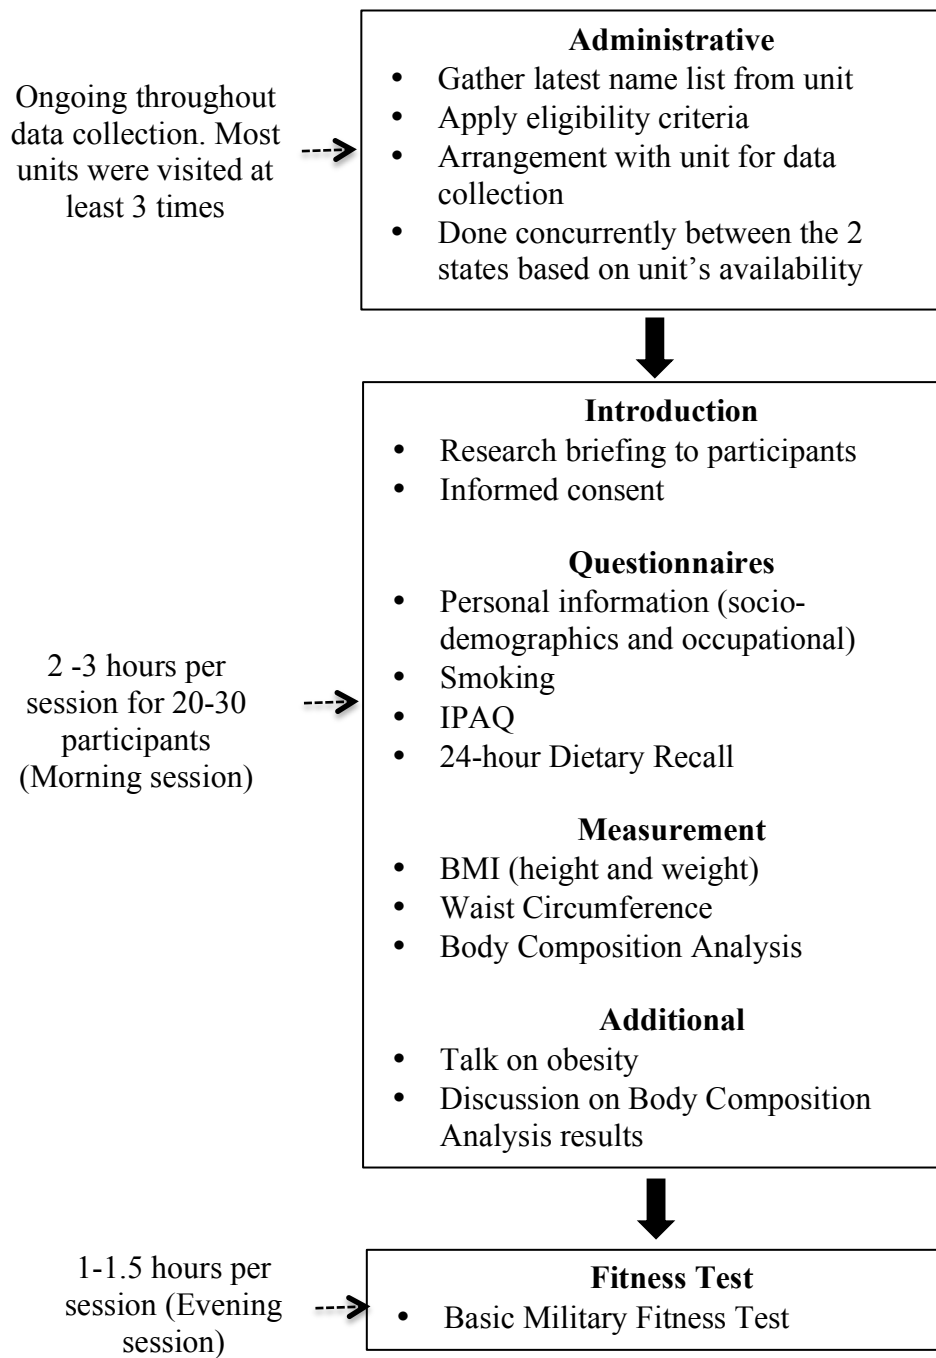 Administrative
• Gather latest name list from unit
• Apply eligibility criteria
• Arrangement with unit for data
collection
• Done concurrently between the 2
states based on unit’s availability
Ongoing throughout
data collection. Most
units were visited at
least 3 times
Introduction
• Research briefing to participants
• Informed consent
Questionnaires
• Personal information (socio-
demographics and occupational)
• Smoking
• IPAQ
• 24-hour Dietary Recall
Measurement
• BMI (height and weight)
• Waist Circumference
• Body Composition Analysis
Additional
• Talk on obesity
• Discussion on Body Composition
Analysis results
2 -3 hours per
session for 20-30
participants
(Morning session)
Fitness Test
• Basic Military Fitness Test
1-1.5 hours per
session (Evening
session)